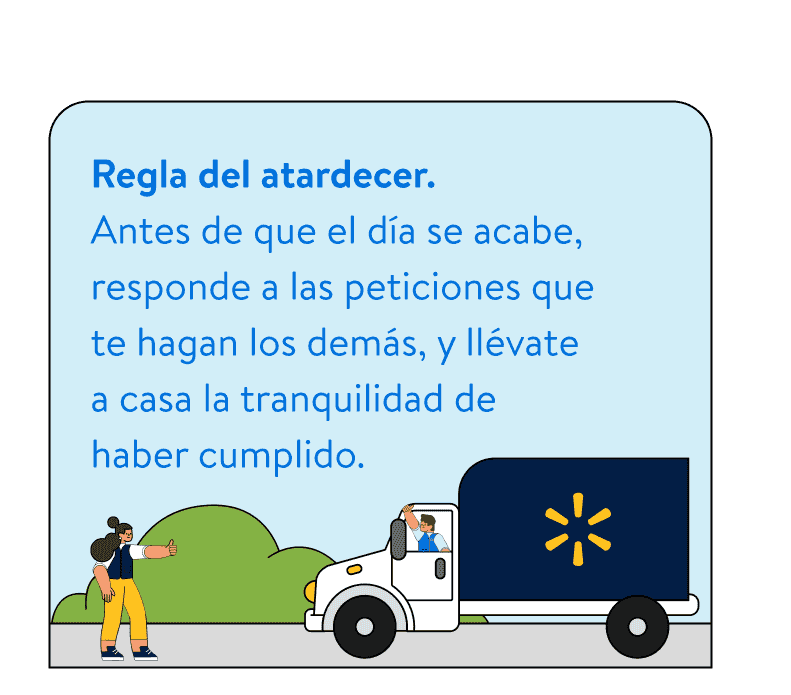 Regla del atardecer.
Antes de que el día se acabe,
responde a las peticiones que
te hagan los demás, y llévate
a casa la tranquilidad de
haber cumplido.